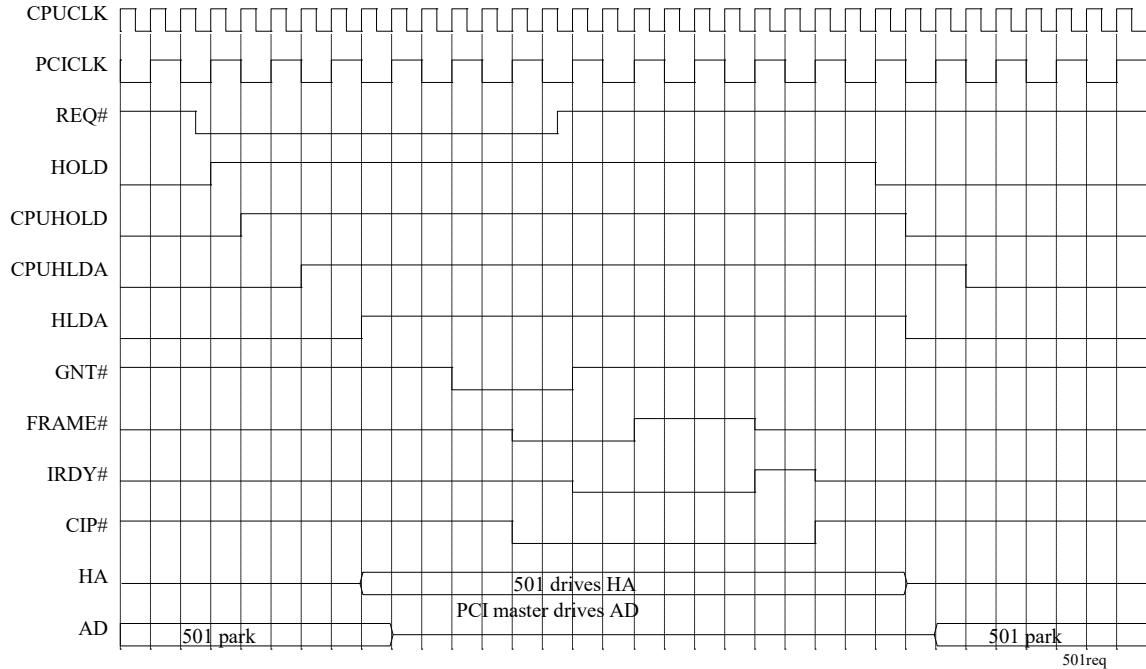 CPUCLK
PCICLK
REQ#
HOLD
CPUHOLD
CPUHLDA
HLDA
GNT#
FRAME#
IRDY#
CIP#
HA
501 drives HA
PCI master drives AD
AD
501 park
501 park
501req